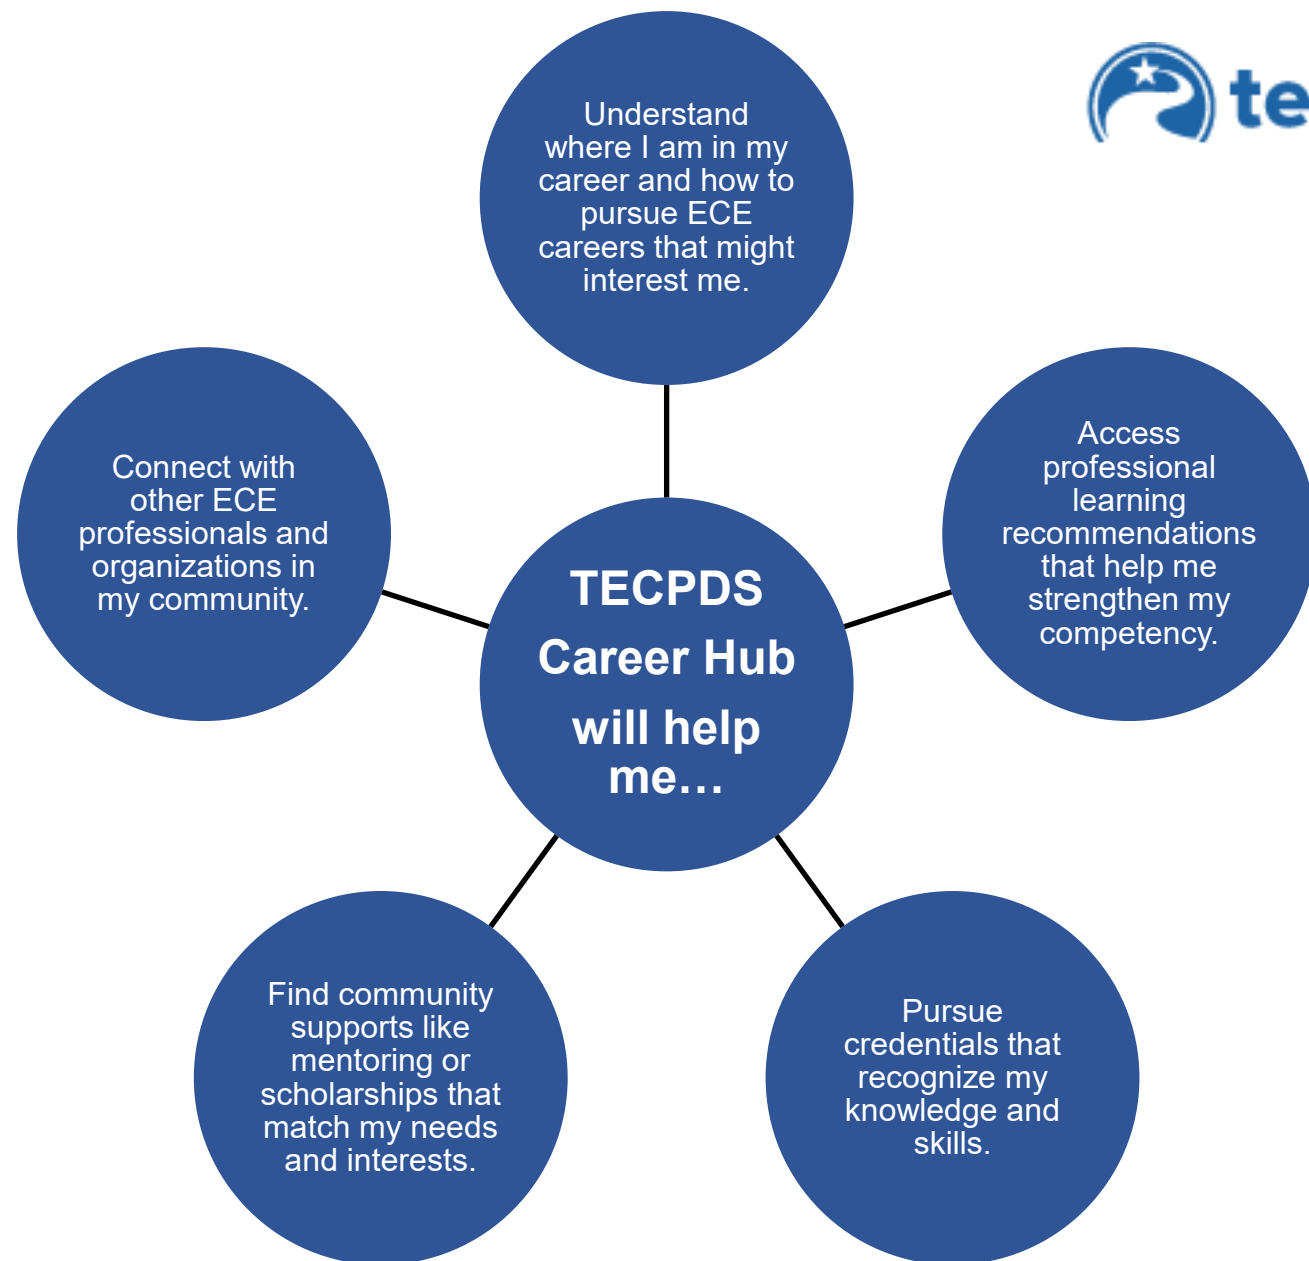 te
Understand
where I am in my
career and how to
pursue ECE
careers that might
interest me.
Access
professional
learning
recommendations
that help me
strengthen my
competency.
Connect with
other ECE
professionals and
organizations in
my community.
TECPDS
Career Hub
will help
me…
Find community
supports like
mentoring or
scholarships that
match my needs
and interests.
Pursue
credentials that
recognize my
knowledge and
skills.